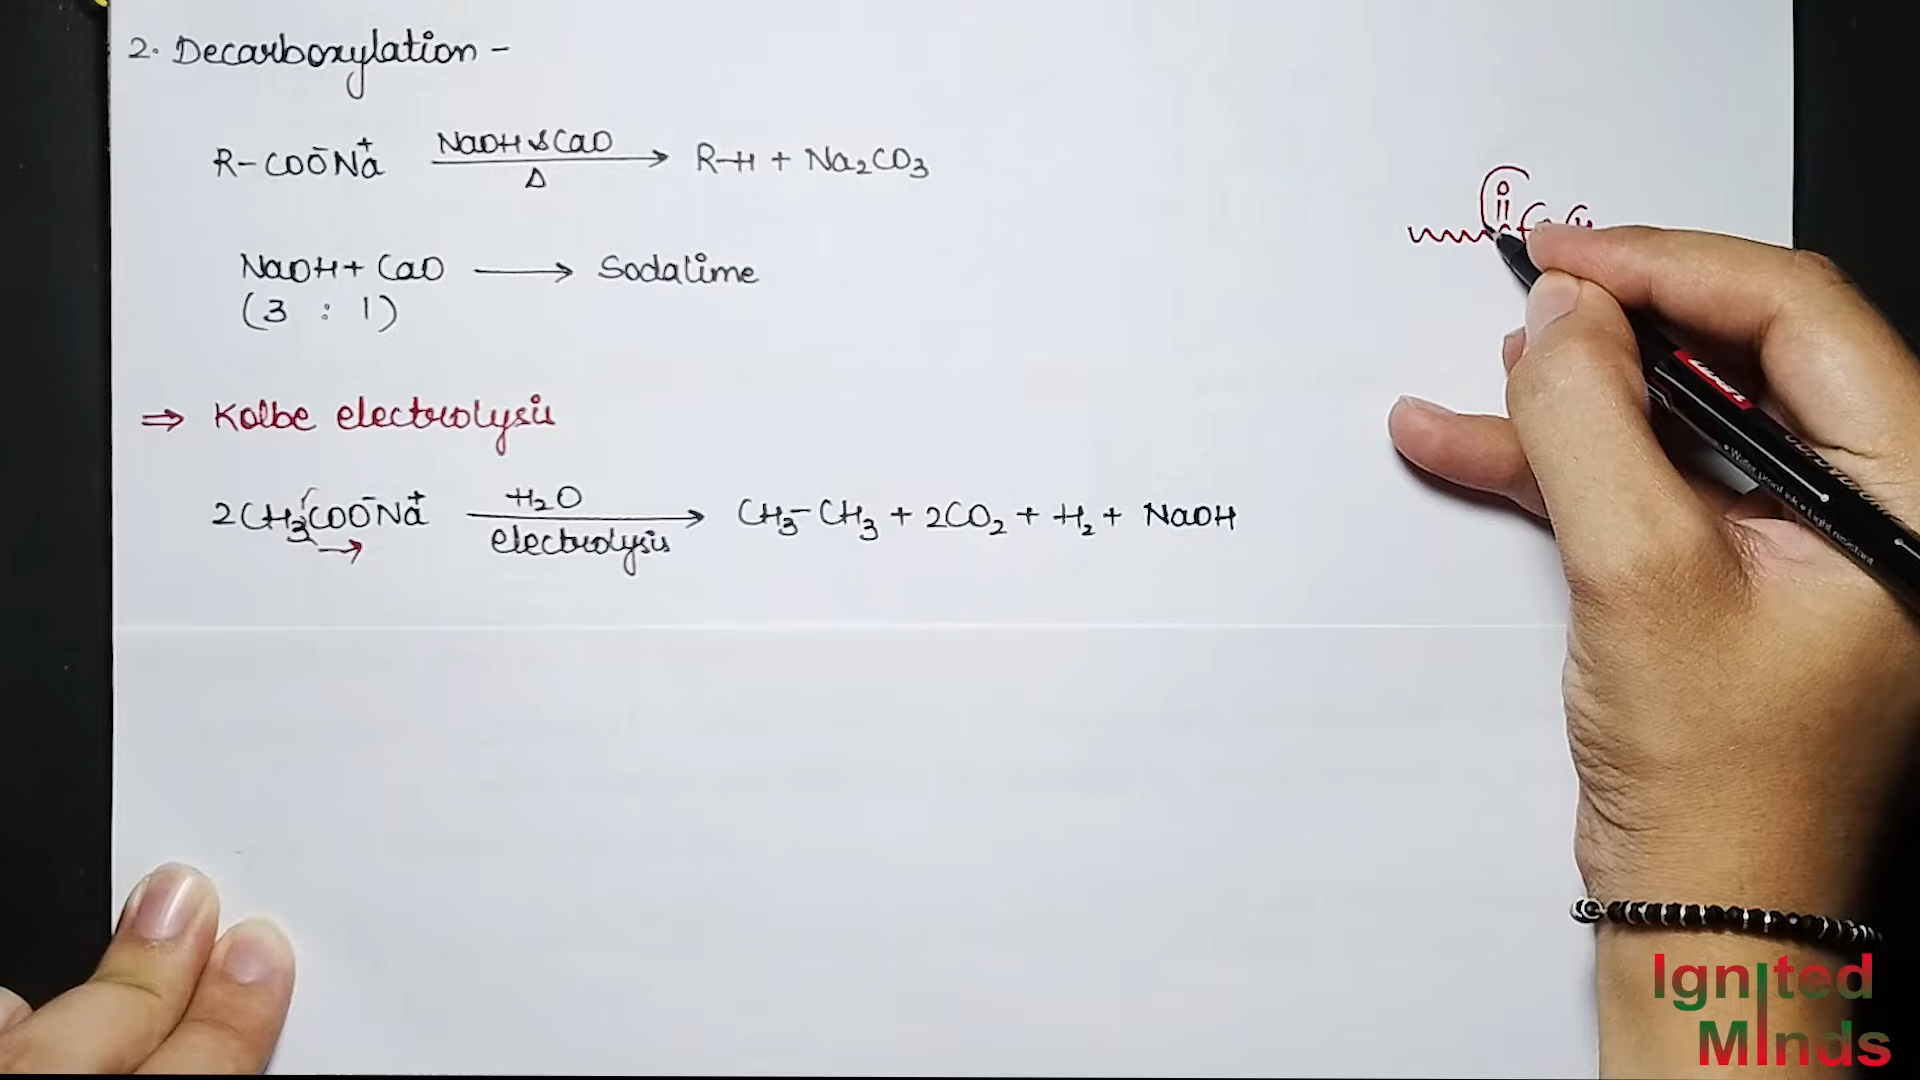 2. Decarboxylation -
R-COO⁻Na⁺ NaOH & CaO → R-H + Na₂CO₃
Δ
NaOH + CaO → Sodalime
(3 : 1)
⇒ Kolbe electrolysis
2CH₃COO⁻Na⁺ H₂O → CH₃-CH₃ + 2CO₂ + H₂ + NaOH
electrolysis
O
Ignited
Minds